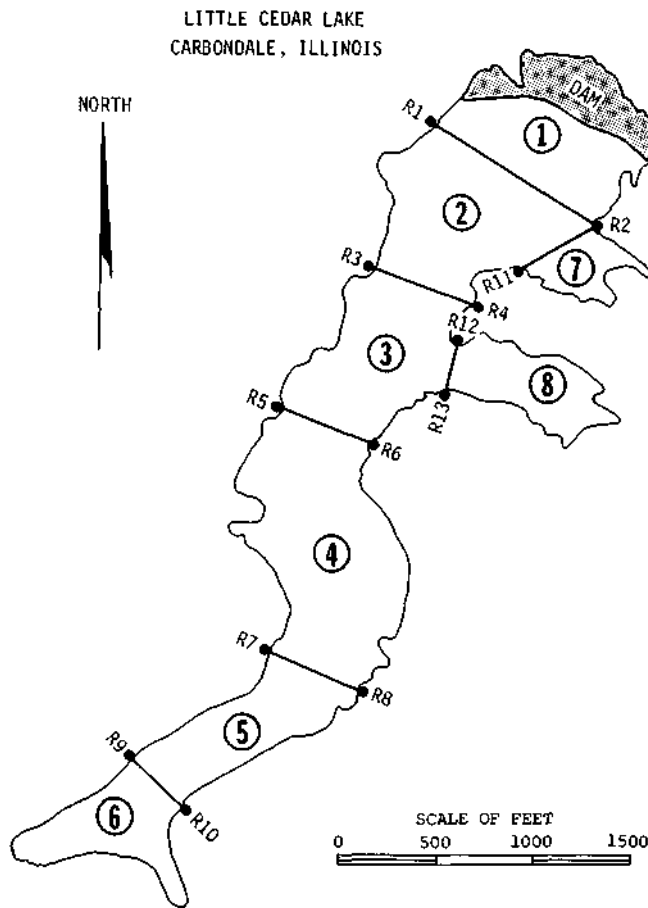 LITTLE CEDAR LAKE
CARBONDALE, ILLINOIS
NORTH
DAM
R1
1
2
R2
R3
R11
7
R4
R12
3
8
R5
R13
R6
4
R7
R8
5
R9
6
R10
SCALE OF FEET
0 500 1000 1500